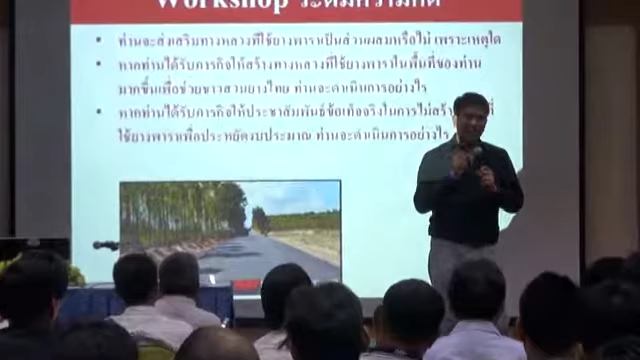 Workshop ระดมความคิด
• ท่านจะส่งเสริมทางหลวงที่ใช้ยางพาราเป็นส่วนผสมหรือไม่ เพราะเหตุใด
• หากท่านได้รับภารกิจให้สร้างทางหลวงที่ใช้ยางพาราในพื้นที่ของท่าน
มากขึ้นเพื่อช่วยชาวสวนยางไทย ท่านจะดำเนินการอย่างไร
• หากท่านได้รับภารกิจให้ประชาสัมพันธ์ข้อเท็จจริงในการไม่สร้าง
ใช้ยางพาราเพื่อประหยัดงบประมาณ ท่านจะดำเนินการอย่างไร